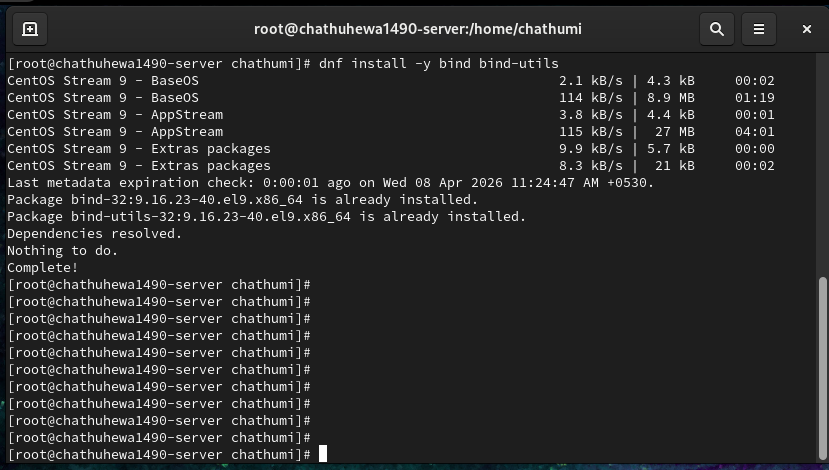 root@chathuhewa1490-server:/home/chathumi
[root@chathuhewa1490-server chathumi]# dnf install -y bind bind-utils
CentOS Stream 9 - BaseOS 2.1 kB/s | 4.3 kB 00:02
CentOS Stream 9 - BaseOS 114 kB/s | 8.9 MB 01:19
CentOS Stream 9 - AppStream 3.8 kB/s | 4.4 kB 00:01
CentOS Stream 9 - AppStream 115 kB/s | 27 MB 04:01
CentOS Stream 9 - Extras packages 9.9 kB/s | 5.7 kB 00:00
CentOS Stream 9 - Extras packages 8.3 kB/s | 21 kB 00:02
Last metadata expiration check: 0:00:01 ago on Wed 08 Apr 2026 11:24:47 AM +0530.
Package bind-32:9.16.23-40.el9.x86_64 is already installed.
Package bind-utils-32:9.16.23-40.el9.x86_64 is already installed.
Dependencies resolved.
Nothing to do.
Complete!
[root@chathuhewa1490-server chathumi]#
[root@chathuhewa1490-server chathumi]#
[root@chathuhewa1490-server chathumi]#
[root@chathuhewa1490-server chathumi]#
[root@chathuhewa1490-server chathumi]#
[root@chathuhewa1490-server chathumi]#
[root@chathuhewa1490-server chathumi]#
[root@chathuhewa1490-server chathumi]#
[root@chathuhewa1490-server chathumi]#
[root@chathuhewa1490-server chathumi]#
[root@chathuhewa1490-server chathumi]#